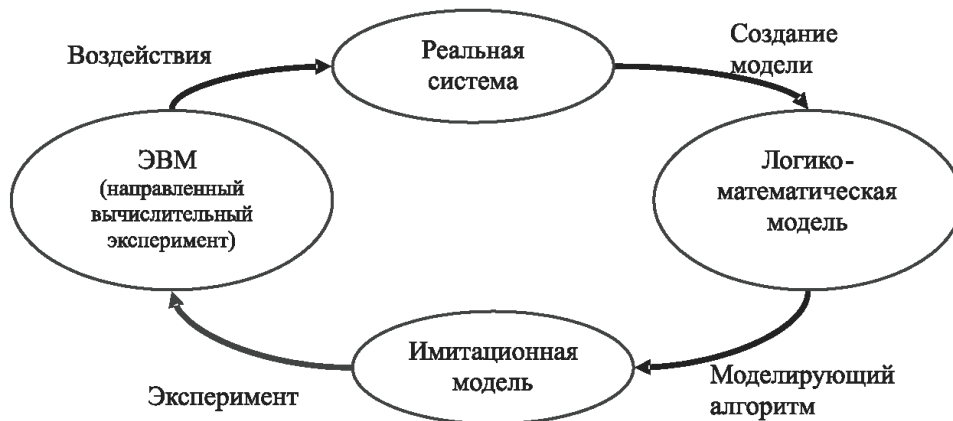 Воздействия
Реальная
система
Создание
модели
ЭВМ
(направленный
вычислительный
эксперимент)
Логико-
математическая
модель
Имитационная
модель
Эксперимент
Моделирующий
алгоритм